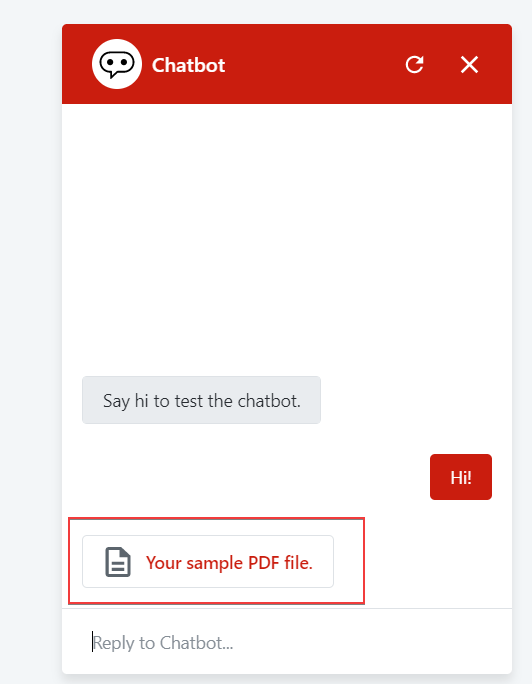 Chatbot
Say hi to test the chatbot.
Hi!
Your sample PDF file.
Reply to Chatbot...